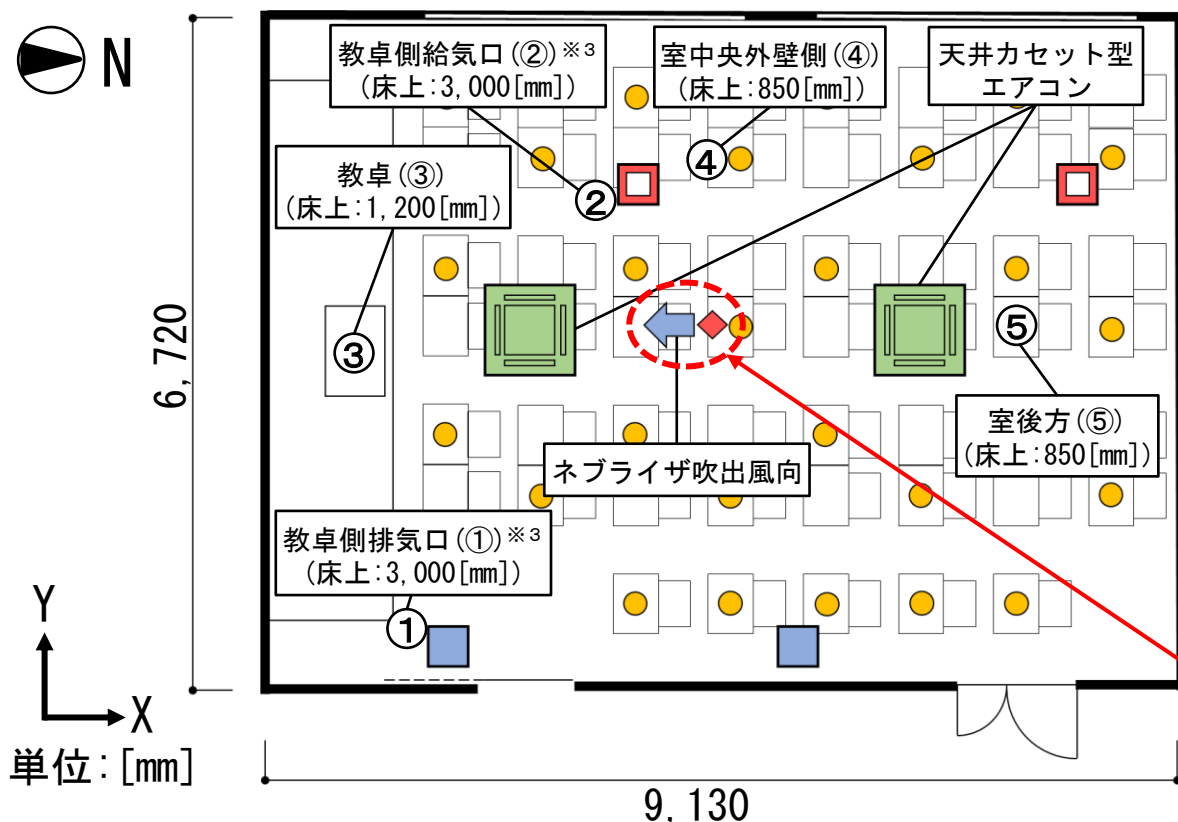 N
教卓側給気口(②)※3
(床上:3,000[mm])
室中央外壁側(④)
(床上:850[mm])
天井カセット型
エアコン
教卓(③)
(床上:1,200[mm])
④
②
③
⑤
6,720
室後方(⑤)
(床上:850[mm])
ネブライザ吹出風向
教卓側排気口(①)※3
(床上:3,000[mm])
①
Y
X
単位:[mm]
9,130